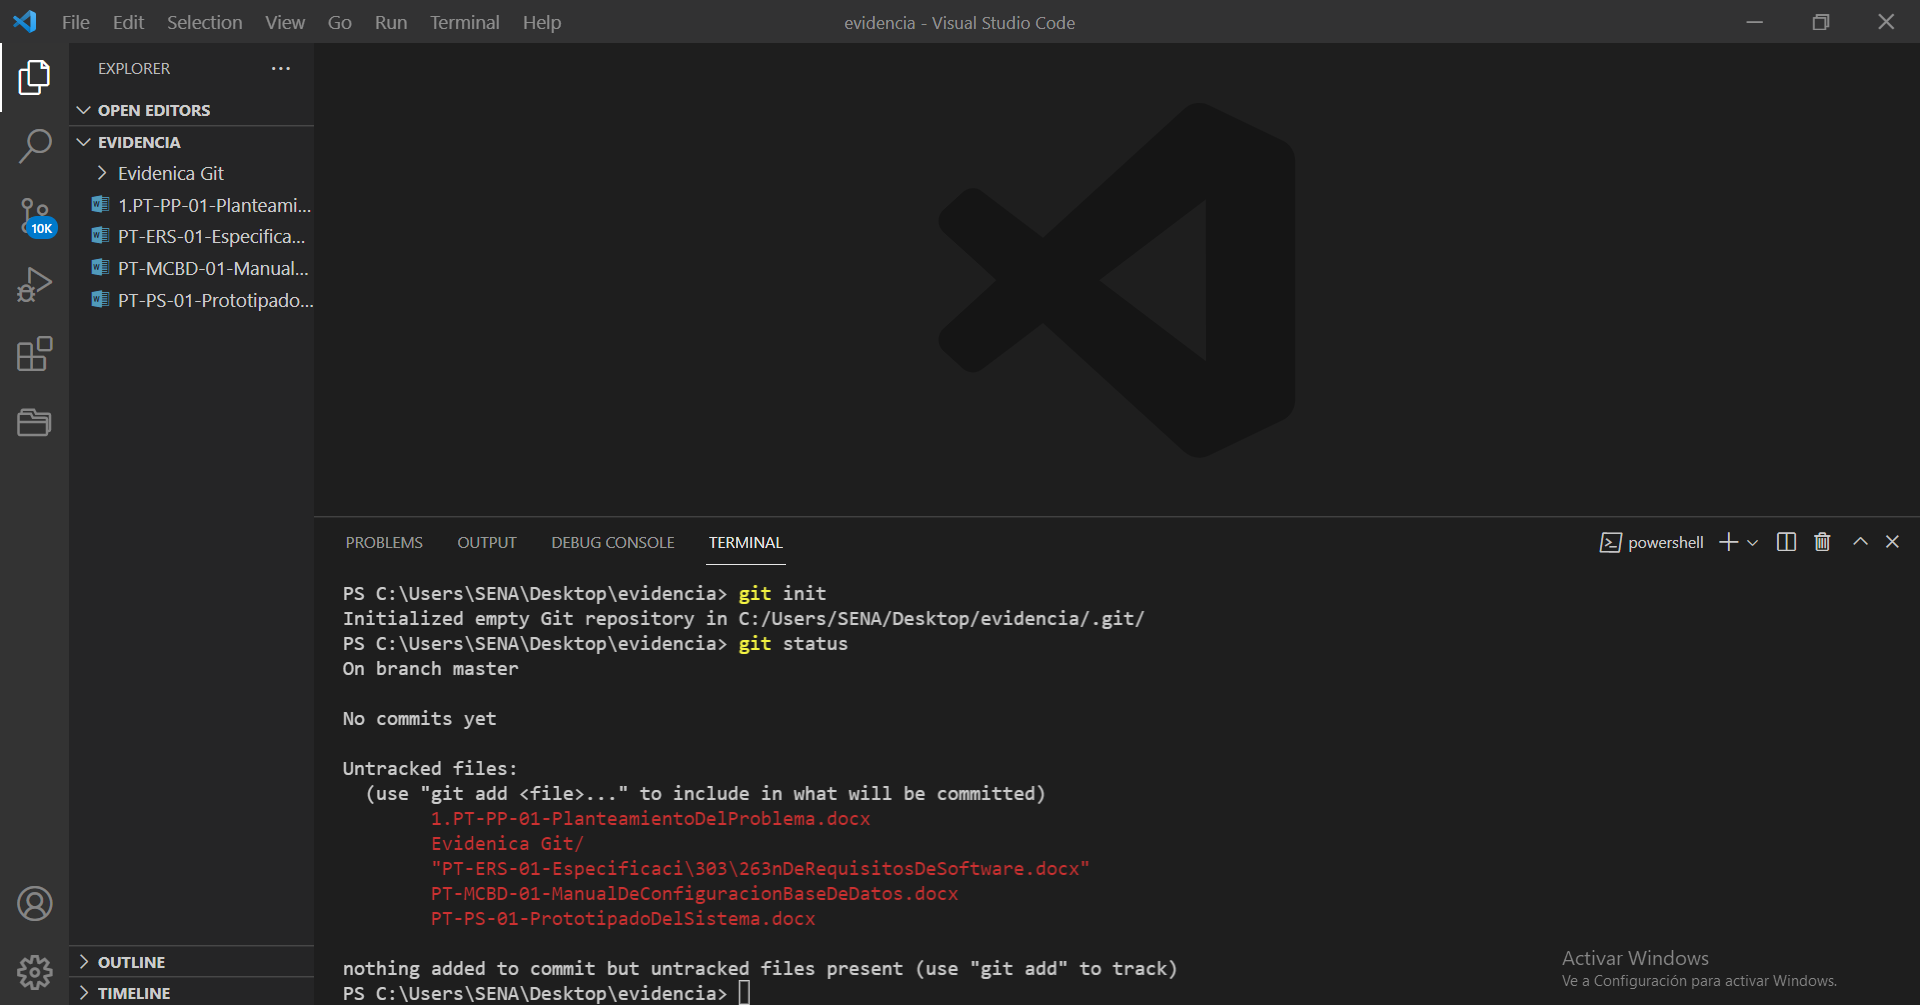 File Edit Selection View Go Run Terminal Help
evidencia - Visual Studio Code
EXPLORER
OPEN EDITORS
EVIDENCIA
Evidenica Git
1.PT-PP-01-Planteami...
PT-ERS-01-Especifica...
PT-MCBD-01-Manual...
PT-PS-01-Prototipado...
10K
OUTLINE
TIMELINE
PROBLEMS OUTPUT DEBUG CONSOLE TERMINAL
powershell
PS C:\Users\SENA\Desktop\evidencia> git init
Initialized empty Git repository in C:/Users/SENA/Desktop/evidencia/.git/
PS C:\Users\SENA\Desktop\evidencia> git status
On branch master
No commits yet
Untracked files:
(use "git add <file>..." to include in what will be committed)
1.PT-PP-01-PlanteamientoDelProblema.docx
Evidenica Git/
"PT-ERS-01-Especificaci\303\263nDeRequisitosDeSoftware.docx"
PT-MCBD-01-ManualDeConfiguracionBaseDeDatos.docx
PT-PS-01-PrototipadoDelSistema.docx
nothing added to commit but untracked files present (use "git add" to track)
PS C:\Users\SENA\Desktop\evidencia>
Activar Windows
Ve a Configuración para activar Windows.